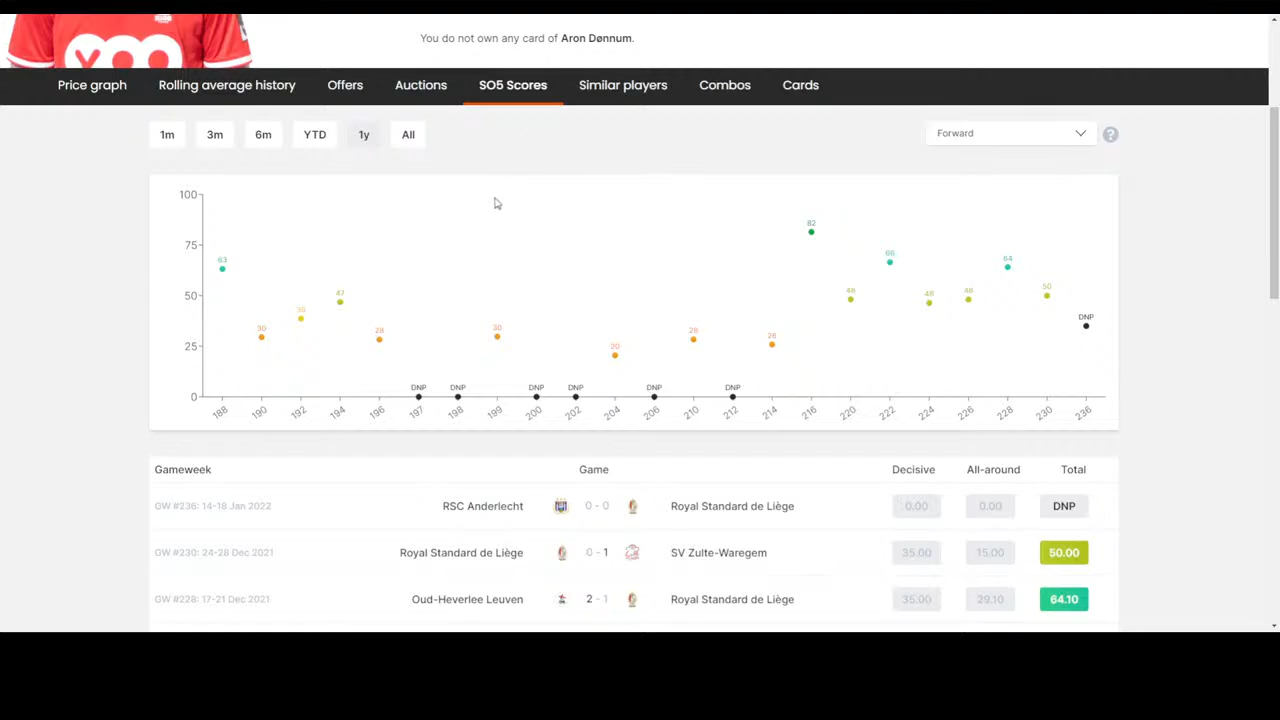 You do not own any card of Aron Dønnum.
YOO
Price graph Rolling average history Offers Auctions SO5 Scores Similar players Combos Cards
1m 3m 6m YTD 1y All Forward ?
100
75
50
25
0
63 30 39 47 28 DNP DNP 30 DNP DNP 20 DNP 28 DNP 26 82 48 66 46 48 64 50 DNP
188 190 192 194 196 197 198 199 200 202 204 206 210 212 214 216 220 222 224 226 228 230 236
Gameweek Game Decisive All-around Total
GW #236: 14-18 Jan 2022 RSC Anderlecht 0 - 0 Royal Standard de Liège 0.00 0.00 DNP
GW #230: 24-28 Dec 2021 Royal Standard de Liège 0 - 1 SV Zulte-Waregem 35.00 15.00 50.00
GW #228: 17-21 Dec 2021 Oud-Heverlee Leuven 2 - 1 Royal Standard de Liège 35.00 29.10 64.10